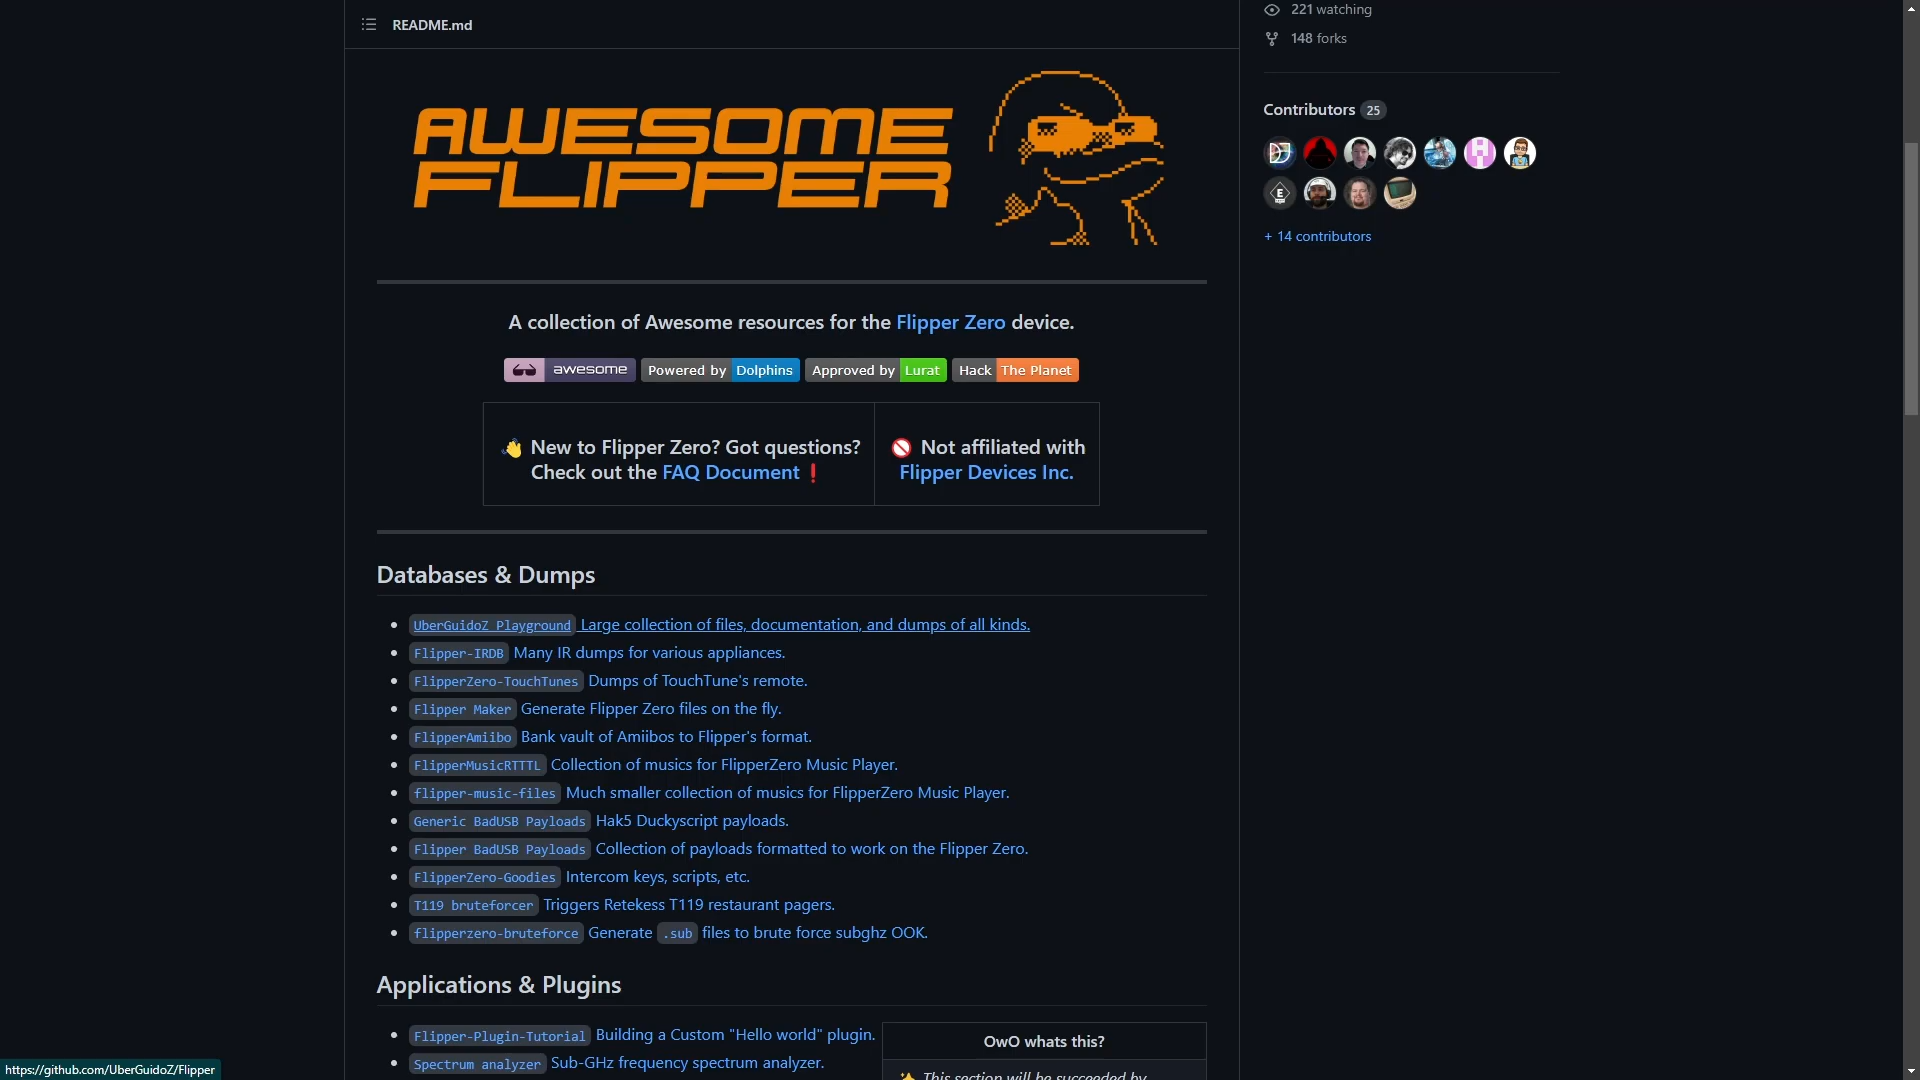 README.md
221 watching
148 forks
Contributors 25
+ 14 contributors
AWESOME
FLIPPER
A collection of Awesome resources for the Flipper Zero device.
awesome
Powered by Dolphins
Approved by Lurat
Hack The Planet
👋 New to Flipper Zero? Got questions?
Check out the FAQ Document ❗
🚫 Not affiliated with
Flipper Devices Inc.
Databases & Dumps
UberGuidoZ Playground Large collection of files, documentation, and dumps of all kinds.
Flipper-IRDB Many IR dumps for various appliances.
FlipperZero-TouchTunes Dumps of TouchTune's remote.
Flipper Maker Generate Flipper Zero files on the fly.
FlipperAmiibo Bank vault of Amiibos to Flipper's format.
FlipperMusicRTTTL Collection of musics for FlipperZero Music Player.
flipper-music-files Much smaller collection of musics for FlipperZero Music Player.
Generic BadUSB Payloads Hak5 Duckyscript payloads.
Flipper BadUSB Payloads Collection of payloads formatted to work on the Flipper Zero.
FlipperZero-Goodies Intercom keys, scripts, etc.
T119 bruteforcer Triggers Retekess T119 restaurant pagers.
flipperzero-bruteforce Generate .sub files to brute force subghz OOK.
Applications & Plugins
Flipper-Plugin-Tutorial Building a Custom "Hello world" plugin.
Spectrum analyzer Sub-GHz frequency spectrum analyzer.
OwO whats this?
✨ This section will be succeeded by
https://github.com/UberGuidoZ/Flipper